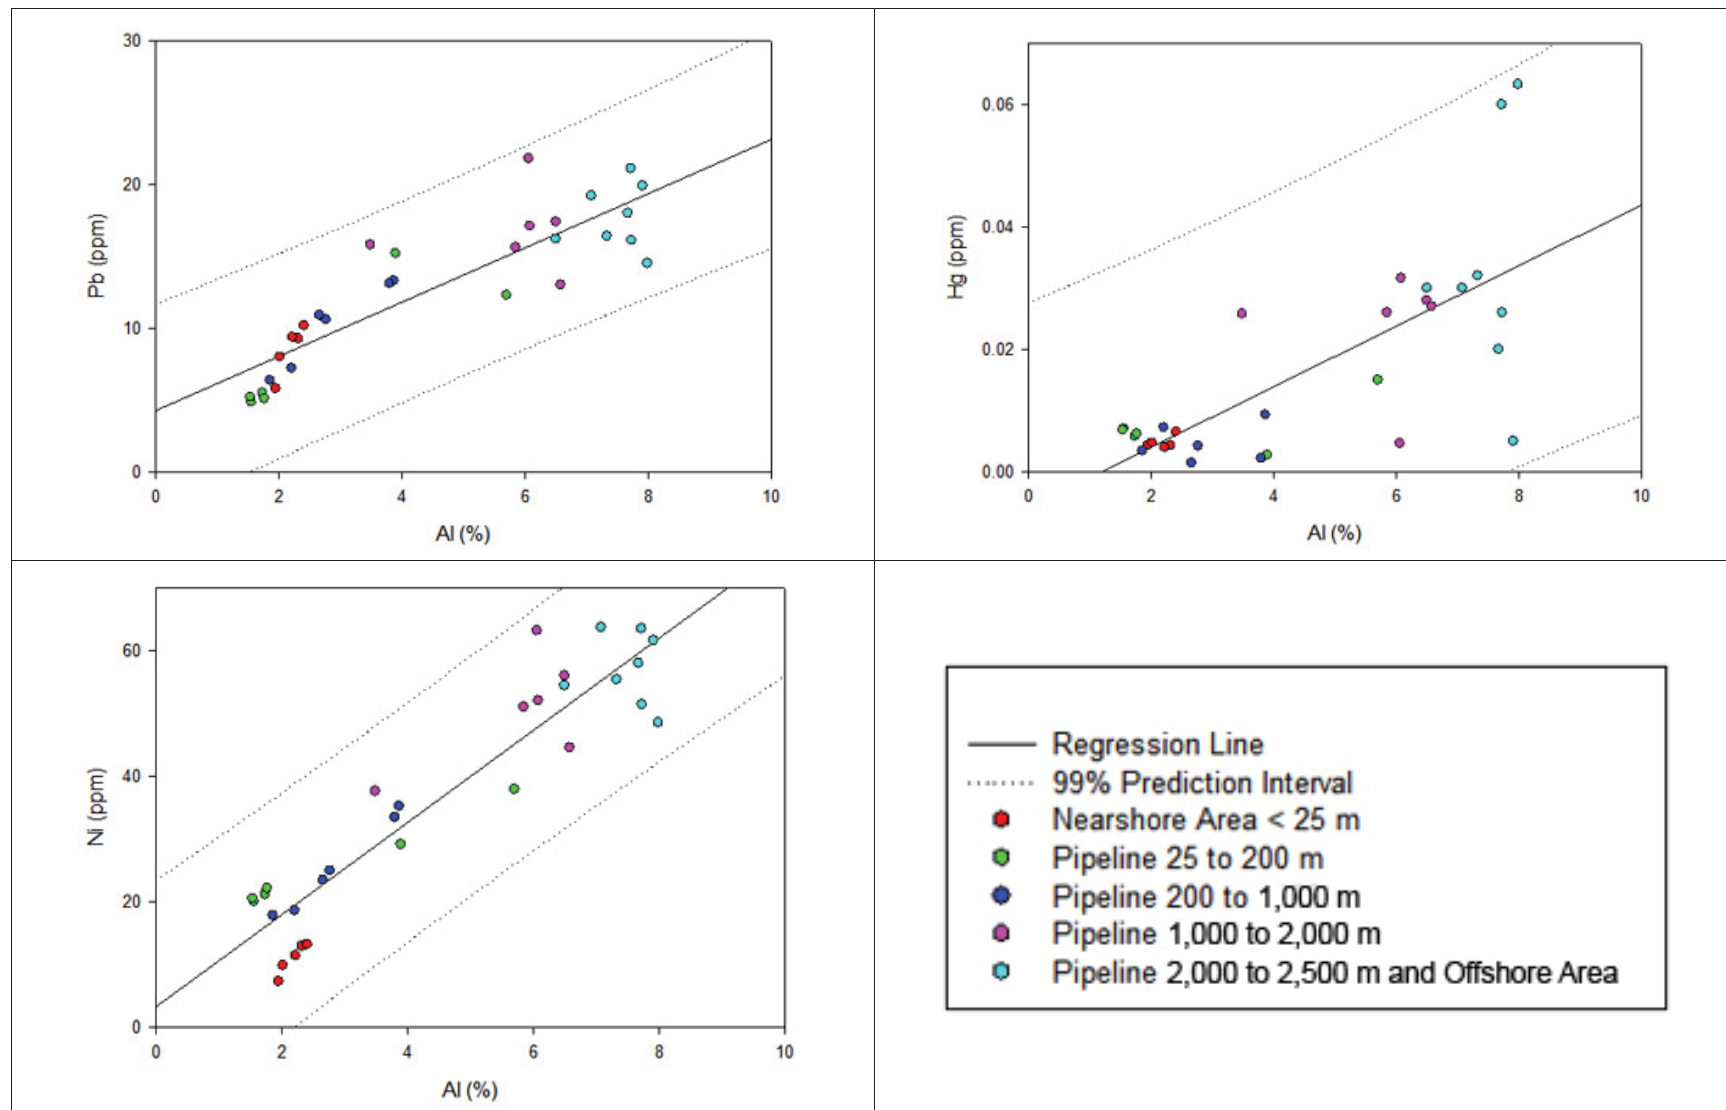 30
20
10
0
Pb (ppm)
0 2 4 6 8 10
Al (%)
0.06
0.04
0.02
0.00
Hg (ppm)
0 2 4 6 8 10
Al (%)
60
40
20
0
Ni (ppm)
0 2 4 6 8 10
Al (%)
Regression Line
99% Prediction Interval
Nearshore Area < 25 m
Pipeline 25 to 200 m
Pipeline 200 to 1,000 m
Pipeline 1,000 to 2,000 m
Pipeline 2,000 to 2,500 m and Offshore Area